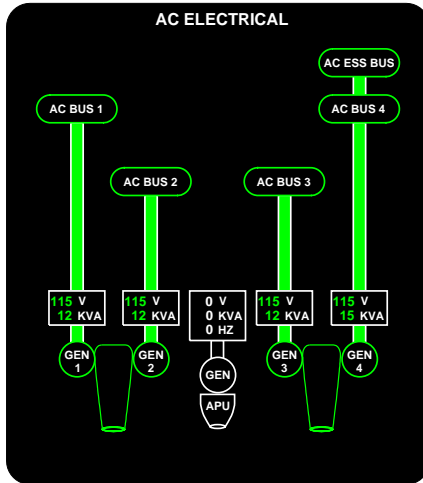 AC ELECTRICAL
AC ESS BUS
AC BUS 1
AC BUS 4
AC BUS 2
AC BUS 3
115 V
12 KVA
115 V
12 KVA
0 V
0 KVA
0 HZ
115 V
12 KVA
115 V
15 KVA
GEN
1
GEN
2
GEN
APU
GEN
3
GEN
4